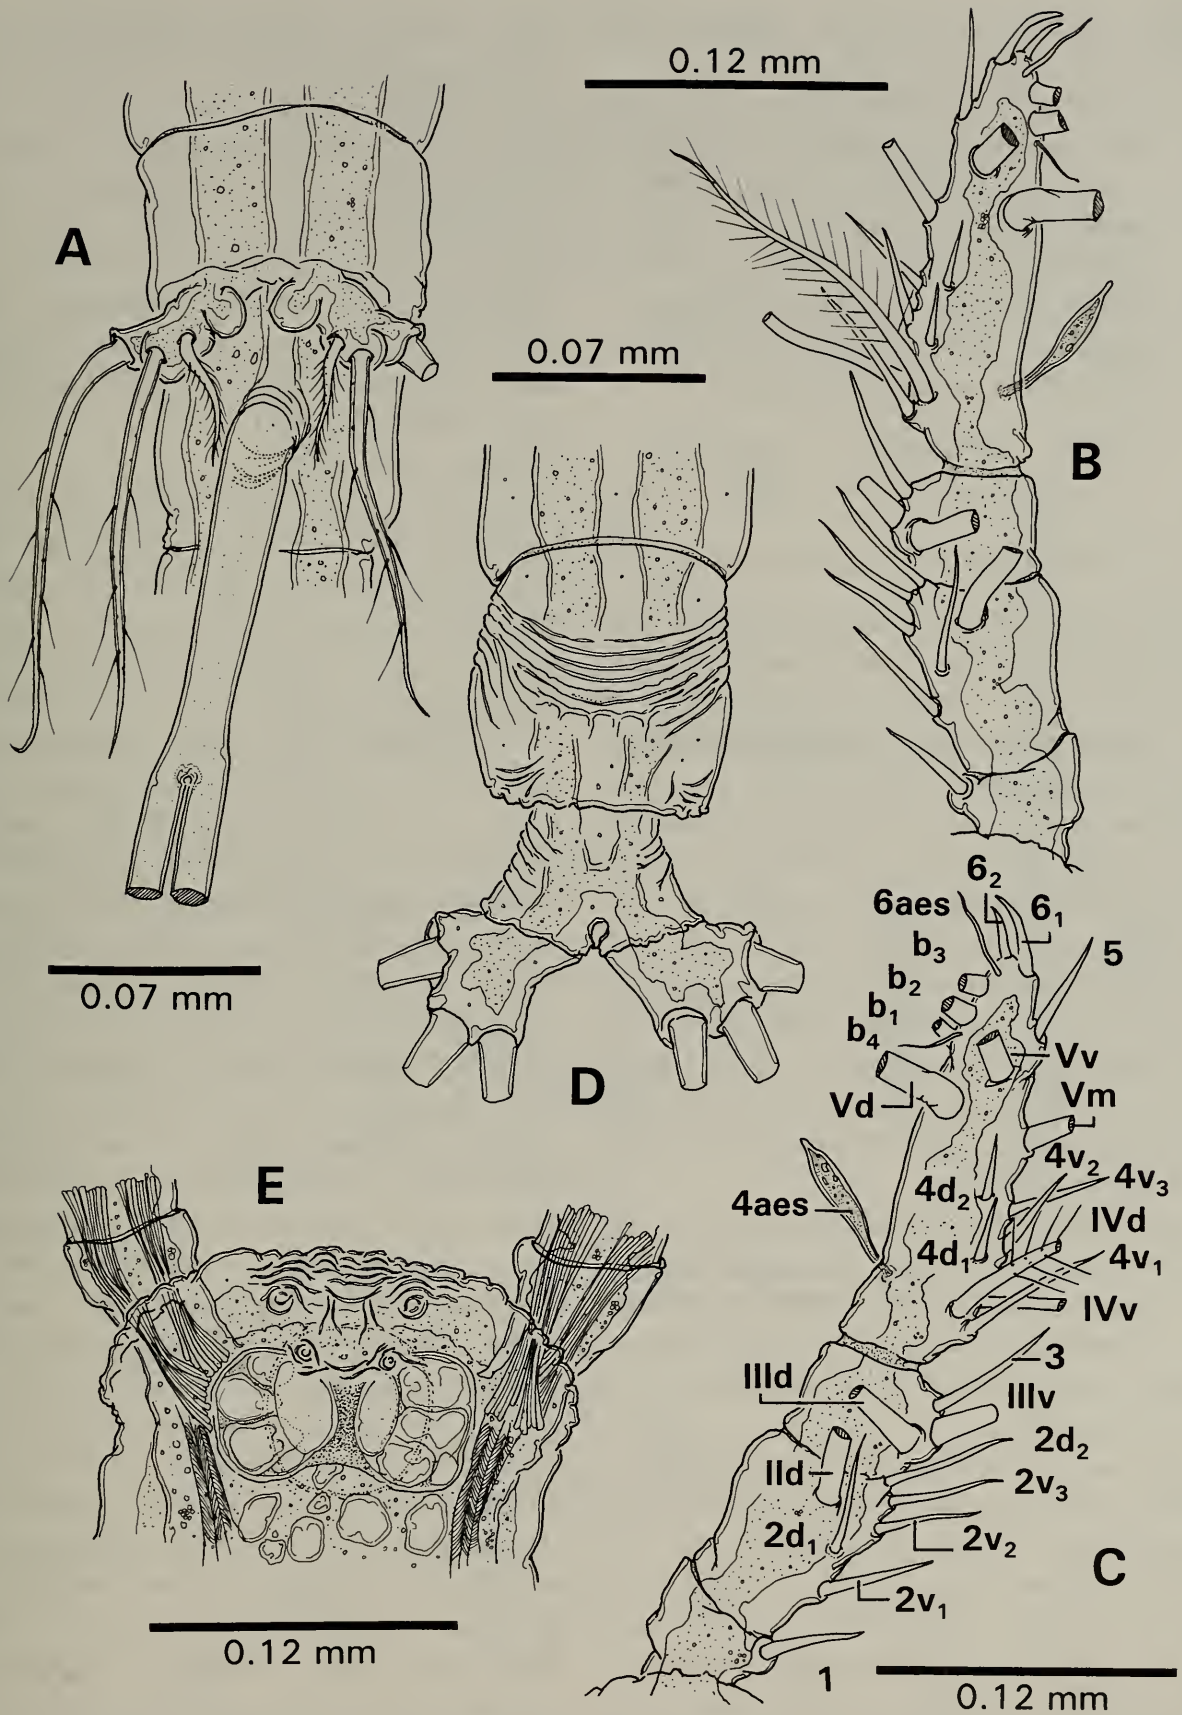 0.12 mm
A
0.07 mm
B
0.07 mm
D
6₂
6aes
6₁
b₃
5
b₂
b₁
b₄
Vv
Vd
Vm
4v₂
4v₃
4aes
4d₂
IVd
4d₁
4v₁
IVv
E
3
IIId
IIIv
2d₂
IId
2v₃
2d₁
2v₂
C
2v₁
0.12 mm
1
0.12 mm